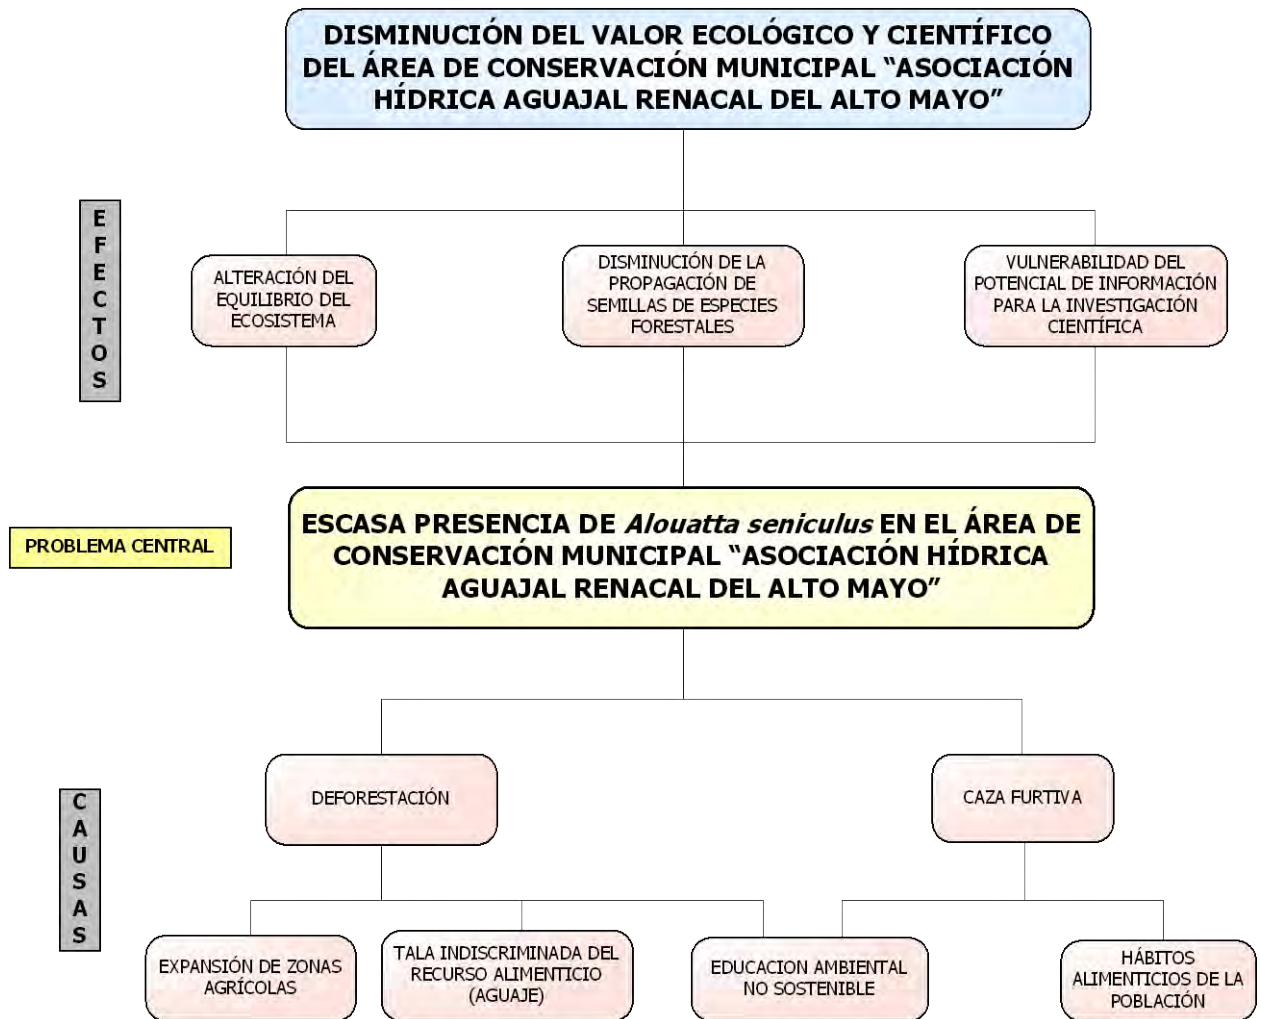 DISMINUCIÓN DEL VALOR ECOLÓGICO Y CIENTÍFICO
DEL ÁREA DE CONSERVACIÓN MUNICIPAL “ASOCIACIÓN
HÍDRICA AGUAJAL RENACAL DEL ALTO MAYO”
EFECTOS
ALTERACIÓN DEL
EQUILIBRIO DEL
ECOSISTEMA
DISMINUCIÓN DE LA
PROPAGACIÓN DE
SEMILLAS DE ESPECIES
FORESTALES
VULNERABILIDAD DEL
POTENCIAL DE INFORMACIÓN
PARA LA INVESTIGACIÓN
CIENTÍFICA
PROBLEMA CENTRAL
ESCASA PRESENCIA DE Alouatta seniculus EN EL ÁREA DE
CONSERVACIÓN MUNICIPAL “ASOCIACIÓN HÍDRICA
AGUAJAL RENACAL DEL ALTO MAYO”
CAUSAS
DEFORESTACIÓN
CAZA FURTIVA
EXPANSIÓN DE ZONAS
AGRÍCOLAS
TALA INDISCRIMINADA DEL
RECURSO ALIMENTICIO
(AGUAJE)
EDUCACION AMBIENTAL
NO SOSTENIBLE
HÁBITOS
ALIMENTICIOS DE LA
POBLACIÓN